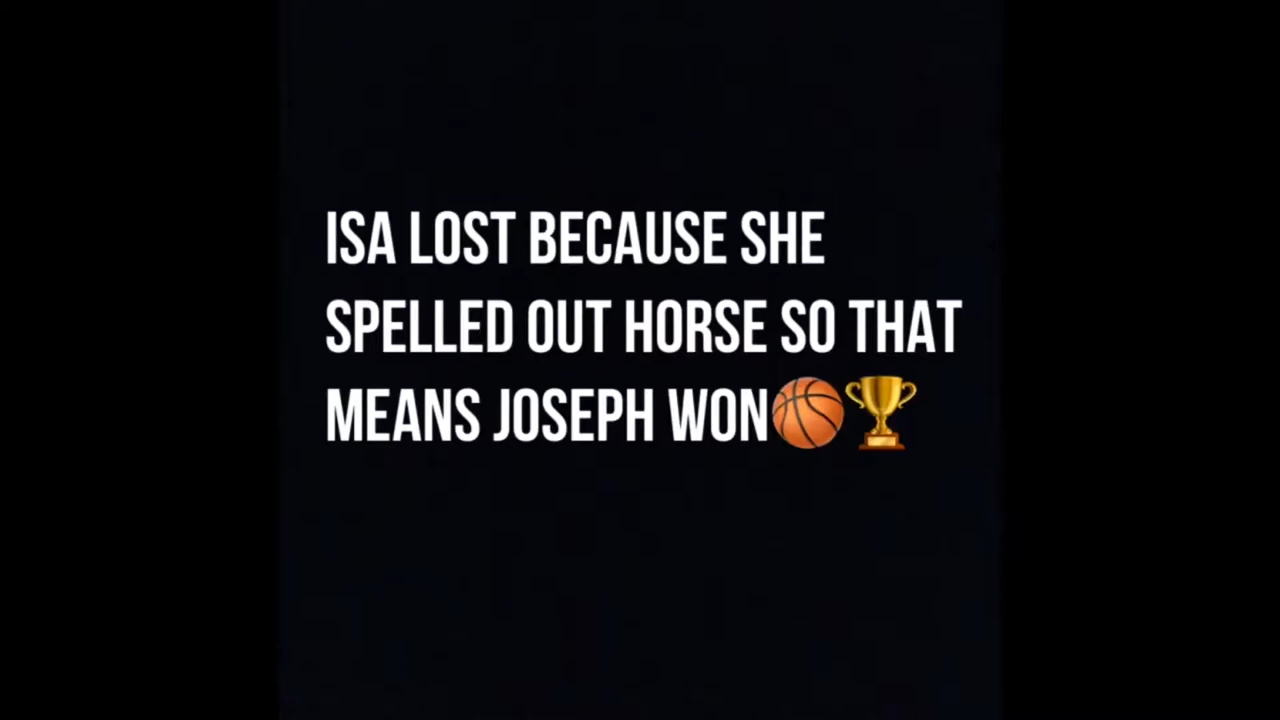 ISA LOST BECAUSE SHE
SPELLED OUT HORSE SO THAT
MEANS JOSEPH WON🏀🏆